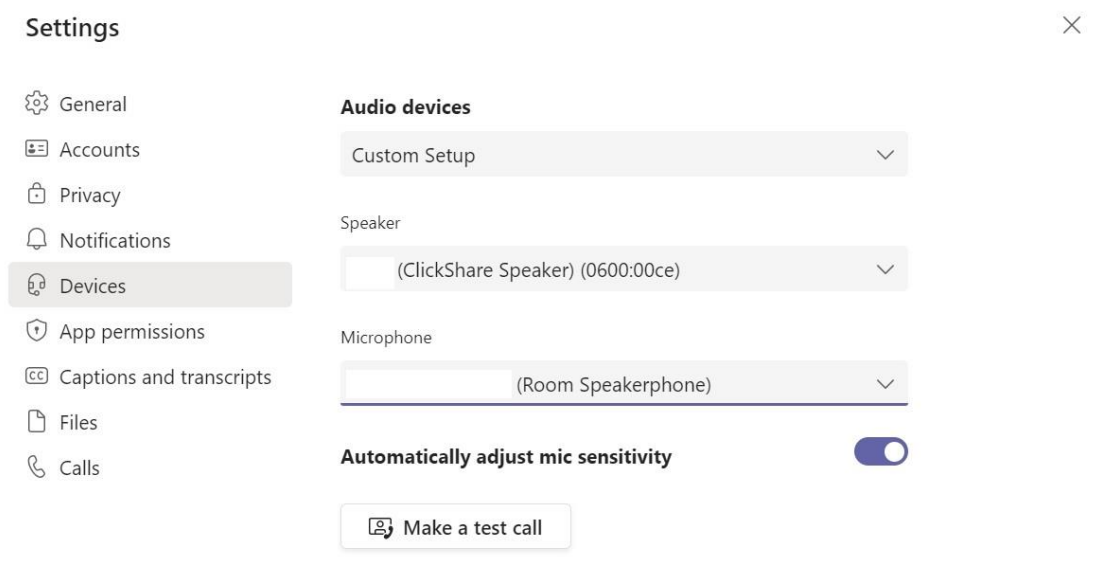 Settings
General
Accounts
Privacy
Notifications
Devices
App permissions
CC Captions and transcripts
Files
Calls
Audio devices
Custom Setup
Speaker
(ClickShare Speaker) (0600:00ce)
Microphone
(Room Speakerphone)
Automatically adjust mic sensitivity
Make a test call